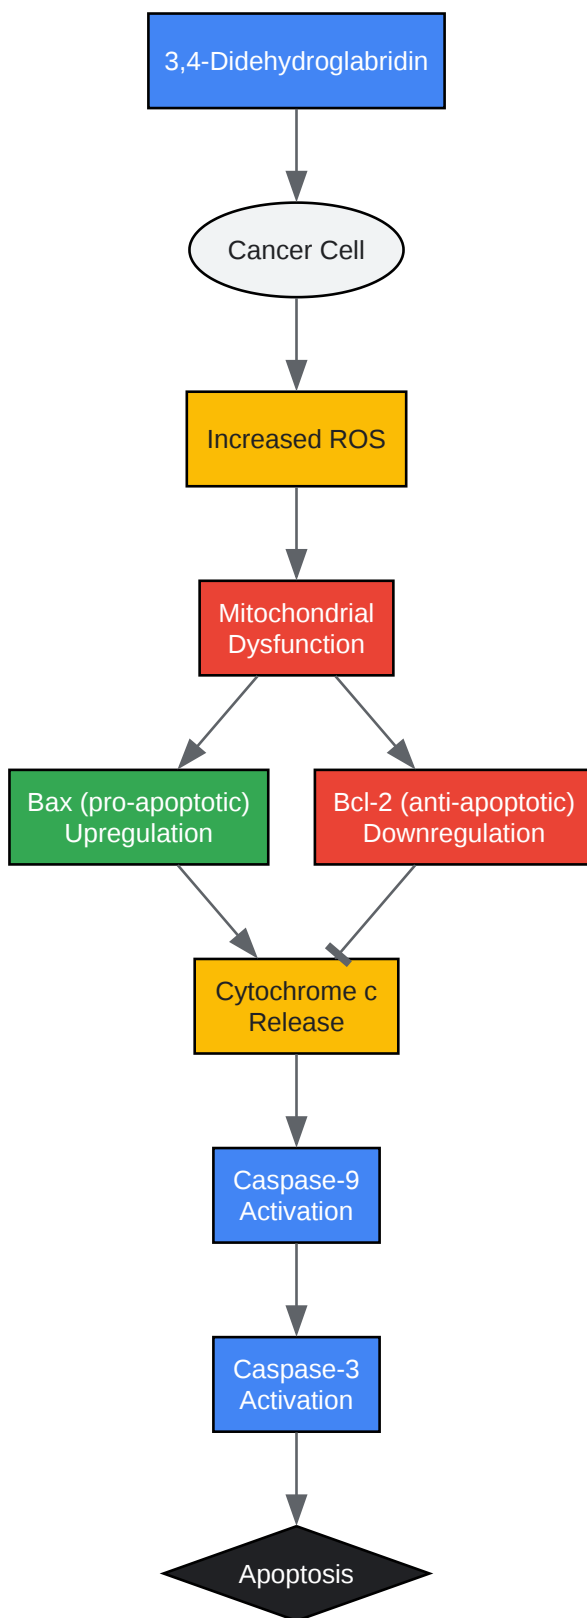 3,4-Didehydroglabridin
Cancer Cell
Increased ROS
Mitochondrial
Dysfunction
Bax (pro-apoptotic)
Upregulation
Bcl-2 (anti-apoptotic)
Downregulation
Cytochrome c
Release
Caspase-9
Activation
Caspase-3
Activation
Apoptosis